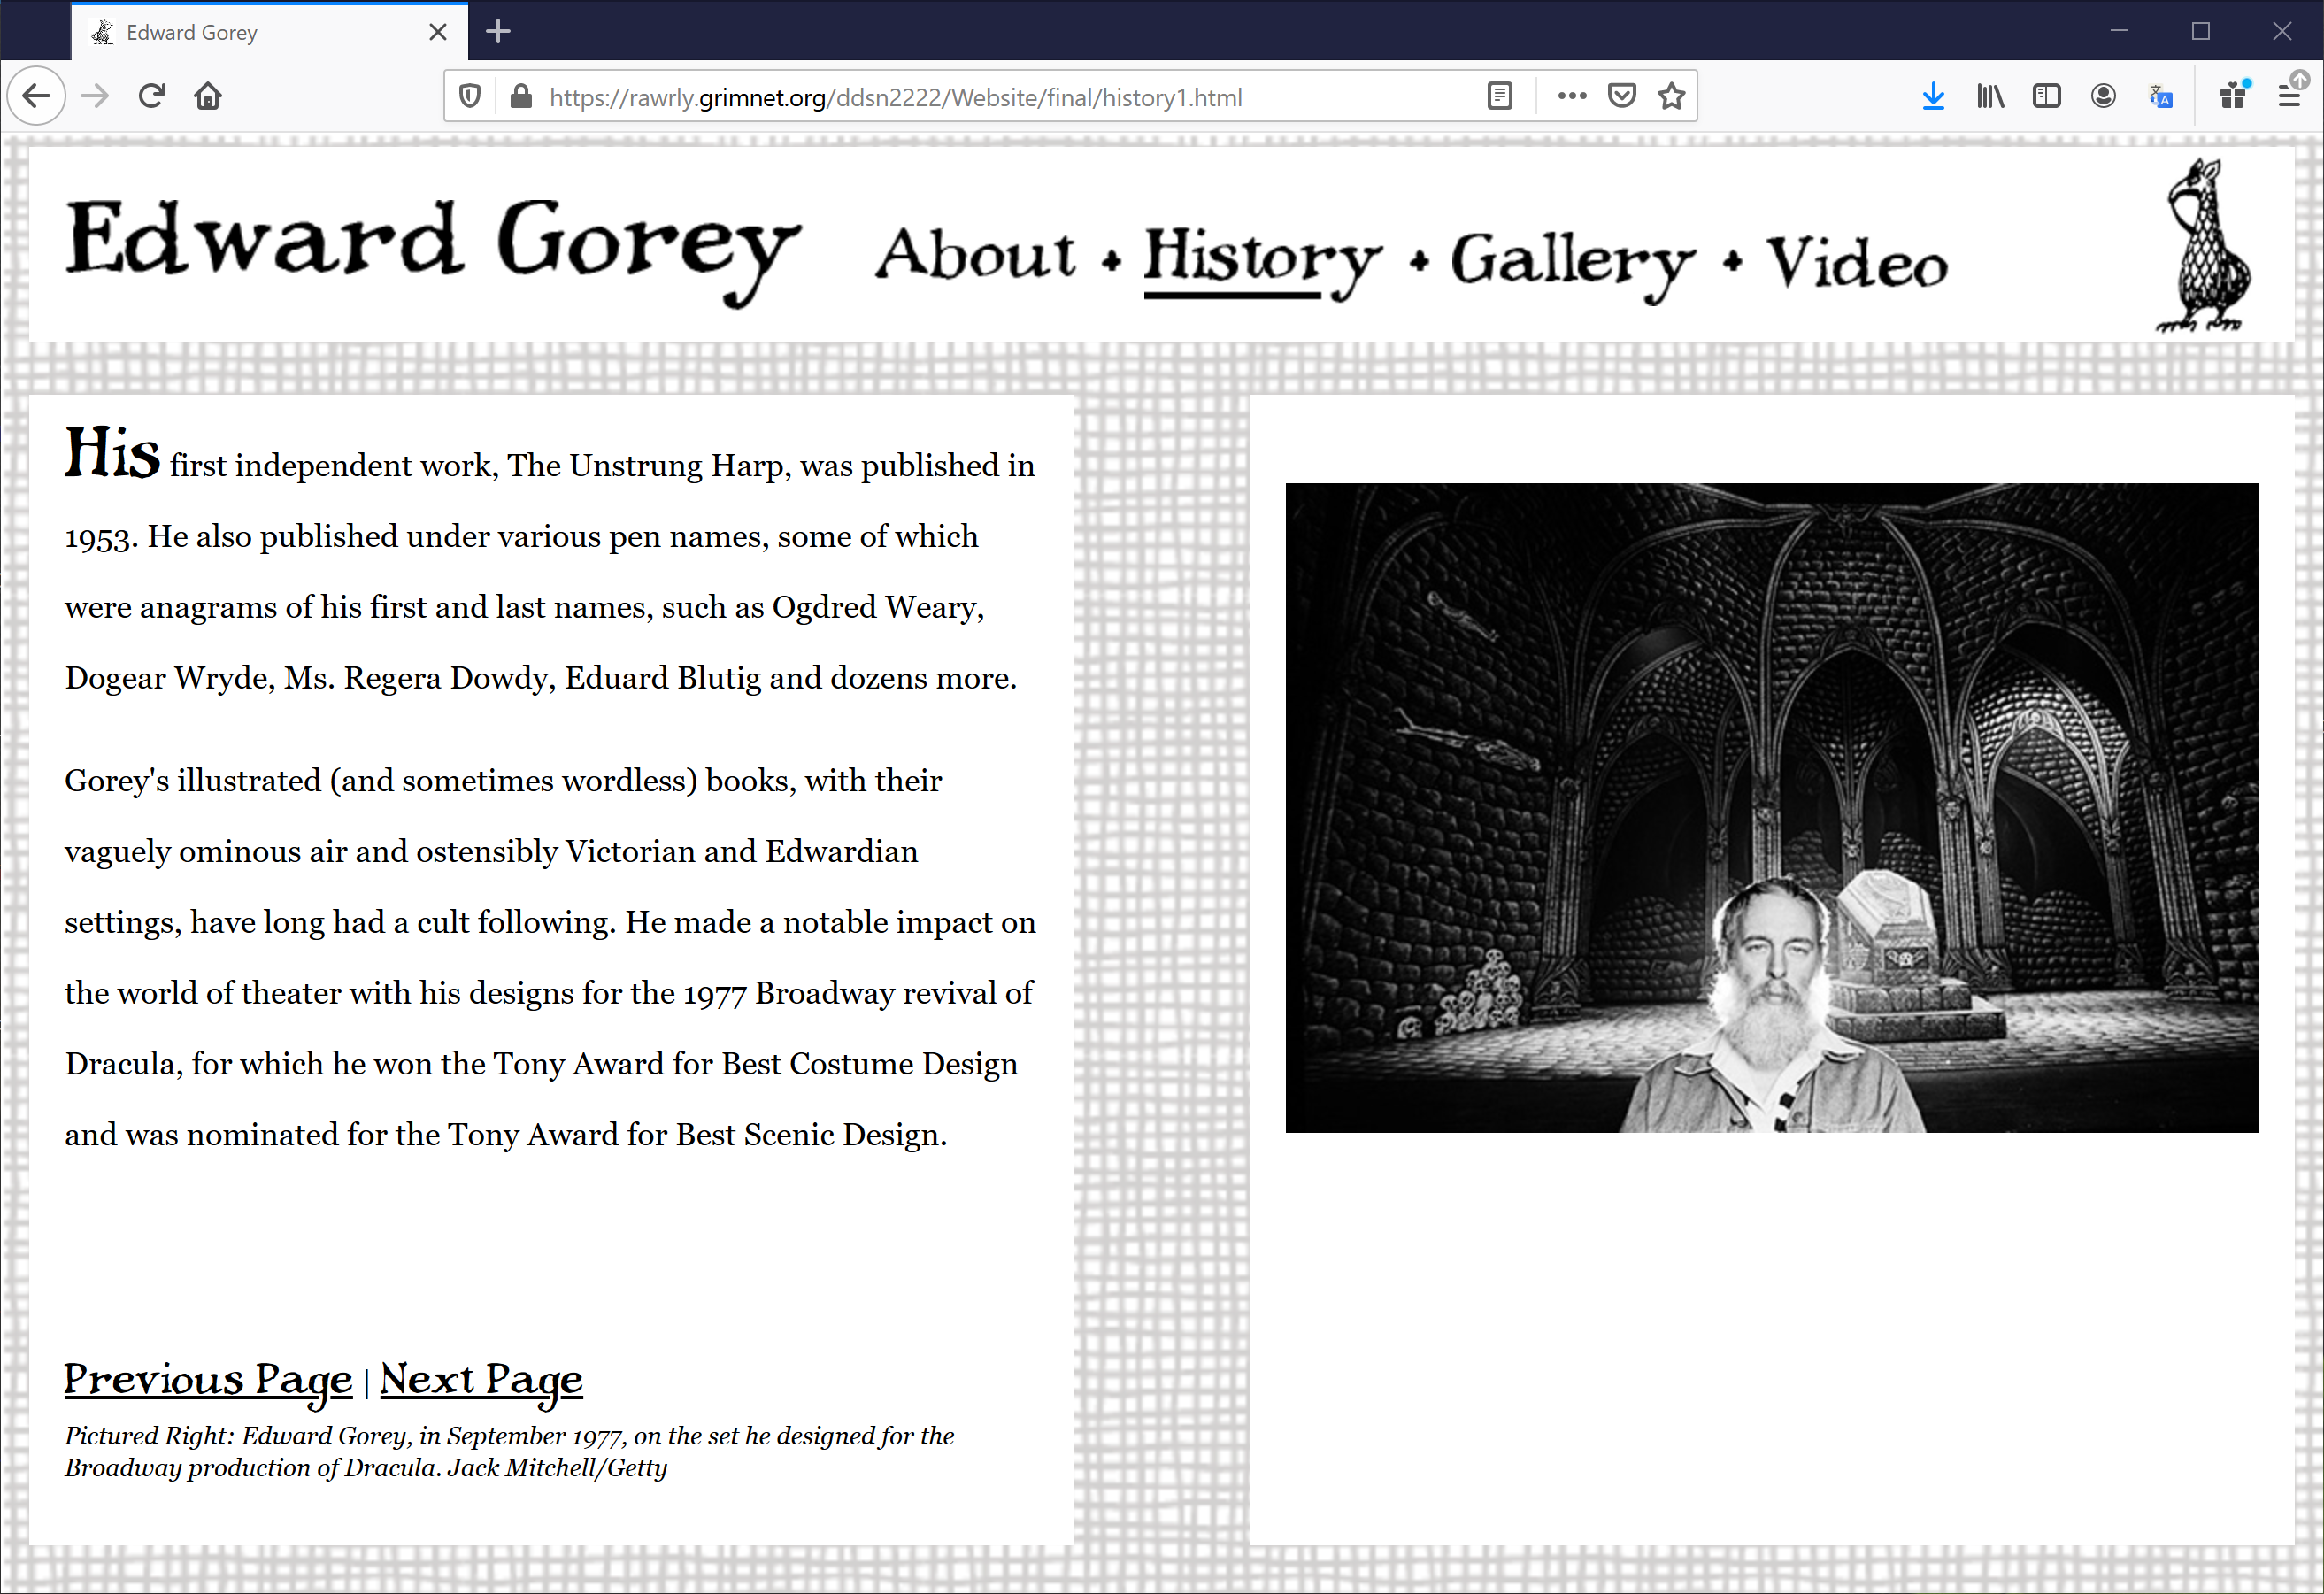 Edward Gorey
https://rawrly.grimnet.org/ddsn2222/Website/final/history1.html
Edward Gorey About History Gallery Video
His first independent work, The Unstrung Harp, was published in
1953. He also published under various pen names, some of which
were anagrams of his first and last names, such as Ogdred Weary,
Dogear Wryde, Ms. Regera Dowdy, Eduard Blutig and dozens more.
Gorey's illustrated (and sometimes wordless) books, with their
vaguely ominous air and ostensibly Victorian and Edwardian
settings, have long had a cult following. He made a notable impact on
the world of theater with his designs for the 1977 Broadway revival of
Dracula, for which he won the Tony Award for Best Costume Design
and was nominated for the Tony Award for Best Scenic Design.
Previous Page | Next Page
Pictured Right: Edward Gorey, in September 1977, on the set he designed for the
Broadway production of Dracula. Jack Mitchell/Getty